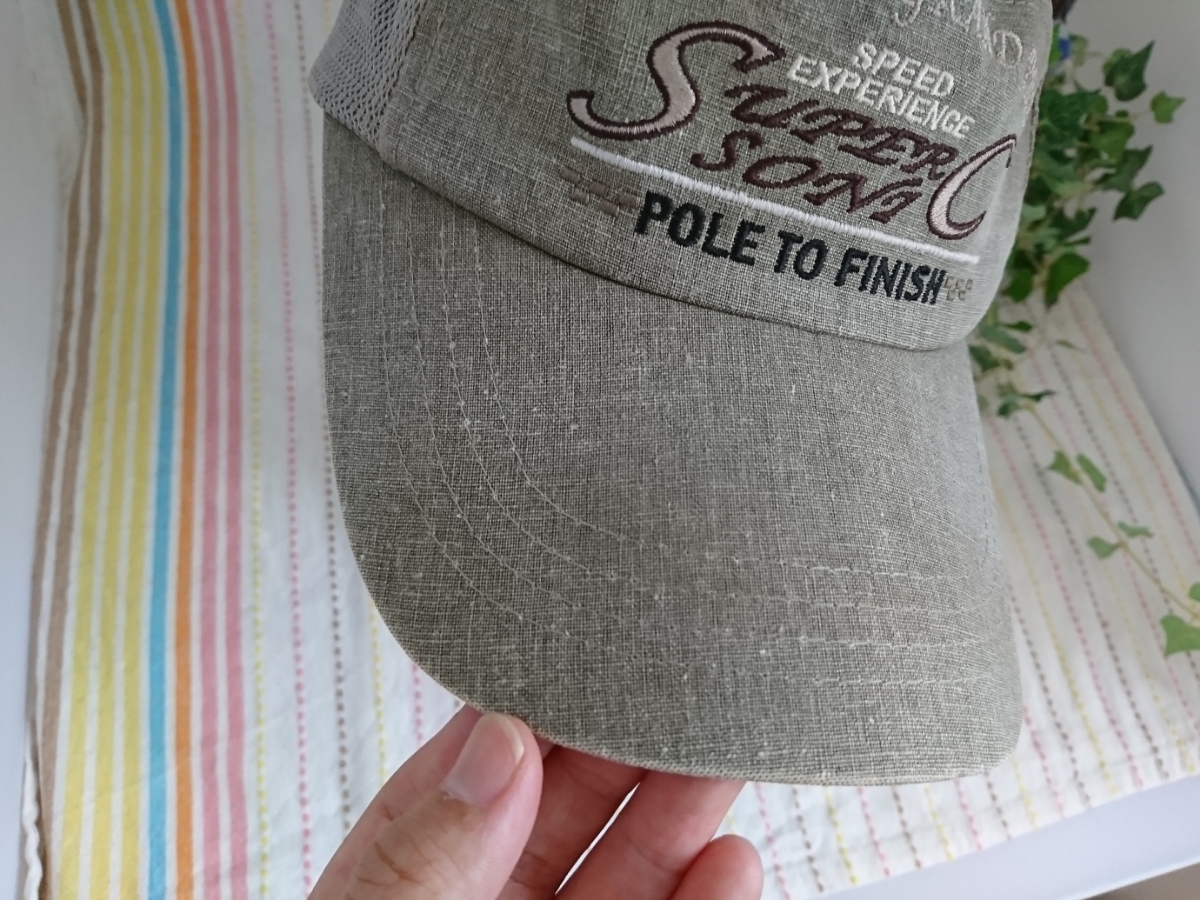 SPEED
EXPERIENCE
SUPER
SONIC
POLE TO FINISH